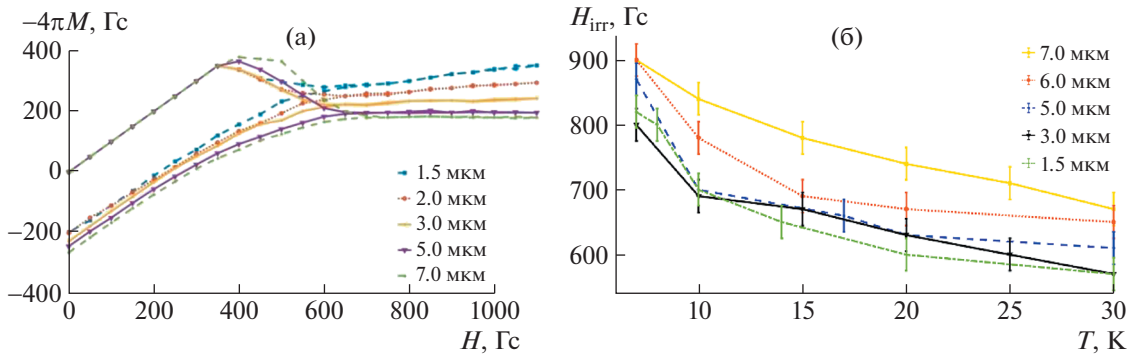 −4πM, Гс
(а)
400
200
0
−200
−400
0
200
400
600
800
1000
H, Гс
1.5 мкм
2.0 мкм
3.0 мкм
5.0 мкм
7.0 мкм
Hirr, Гс
(б)
900
800
700
600
10
15
20
25
30
T, K
7.0 мкм
6.0 мкм
5.0 мкм
3.0 мкм
1.5 мкм